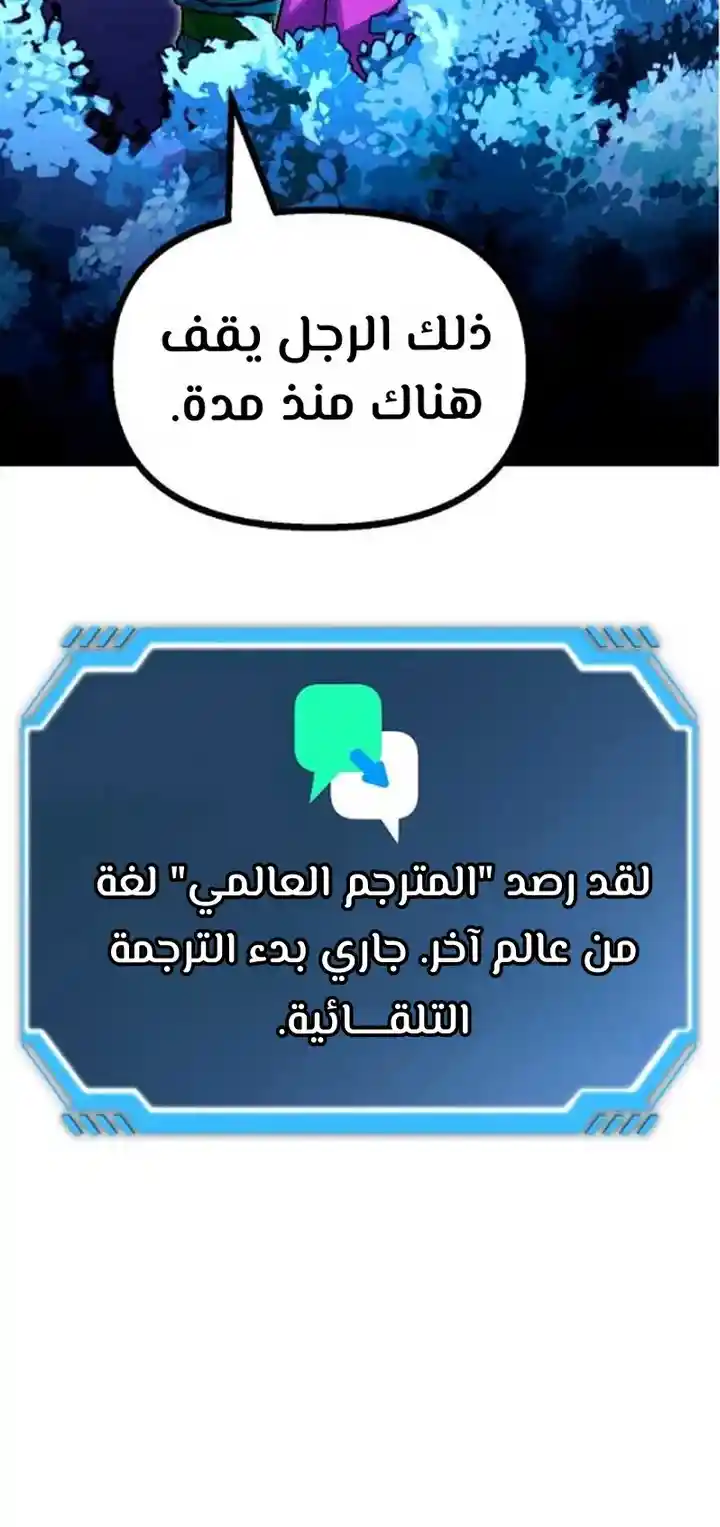 ذلك الرجل يقف
هناك منذ مدة.
لقد رصد "المترجم العالمي" لغة
من عالم آخر. جاري بدء الترجمة
التلقـــائية.